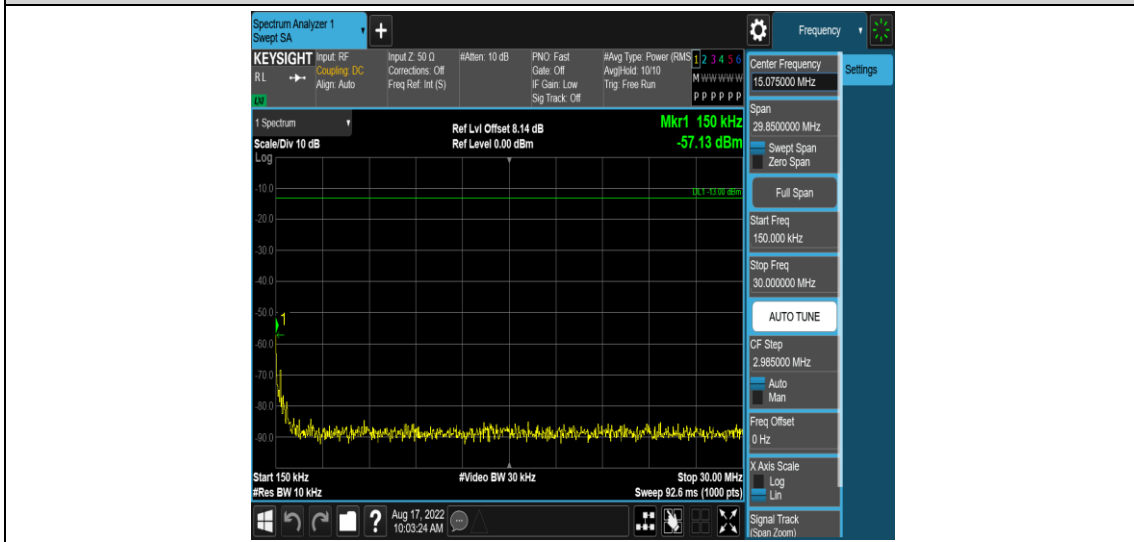 Spectrum Analyzer 1
Swept SA
+
Frequency
KEYSIGHT
RL
Input: RF
Coupling: DC
Align: Auto
Input Z: 50 Ω
Corrections: Off
Freq Ref: Int (S)
#Atten: 10 dB
PNO: Fast
Gate: Off
IF Gain: Low
Sig Track: Off
#Avg Type: Power (RMS
Avg|Hold: 10/10
Trig: Free Run
1 2 3 4 5 6
M W W W W W
P P P P P P
Center Frequency
15.075000 MHz
Settings
Span
29.8500000 MHz
Swept Span
Zero Span
Full Span
Start Freq
150.000 kHz
Stop Freq
30.000000 MHz
AUTO TUNE
CF Step
2.985000 MHz
Auto
Man
Freq Offset
0 Hz
X Axis Scale
Log
Lin
Signal Track
(Span Zoom)
1 Spectrum
Scale/Div 10 dB
Log
Ref Lvl Offset 8.14 dB
Ref Level 0.00 dBm
Mkr1 150 kHz
-57.13 dBm
DL1 -13.00 dBm
-10.0
-20.0
-30.0
-40.0
-50.0
1
-60.0
-70.0
-80.0
-90.0
Start 150 kHz
#Res BW 10 kHz
#Video BW 30 kHz
Stop 30.00 MHz
Sweep 92.6 ms (1000 pts)
?
Aug 17, 2022
10:03:24 AM